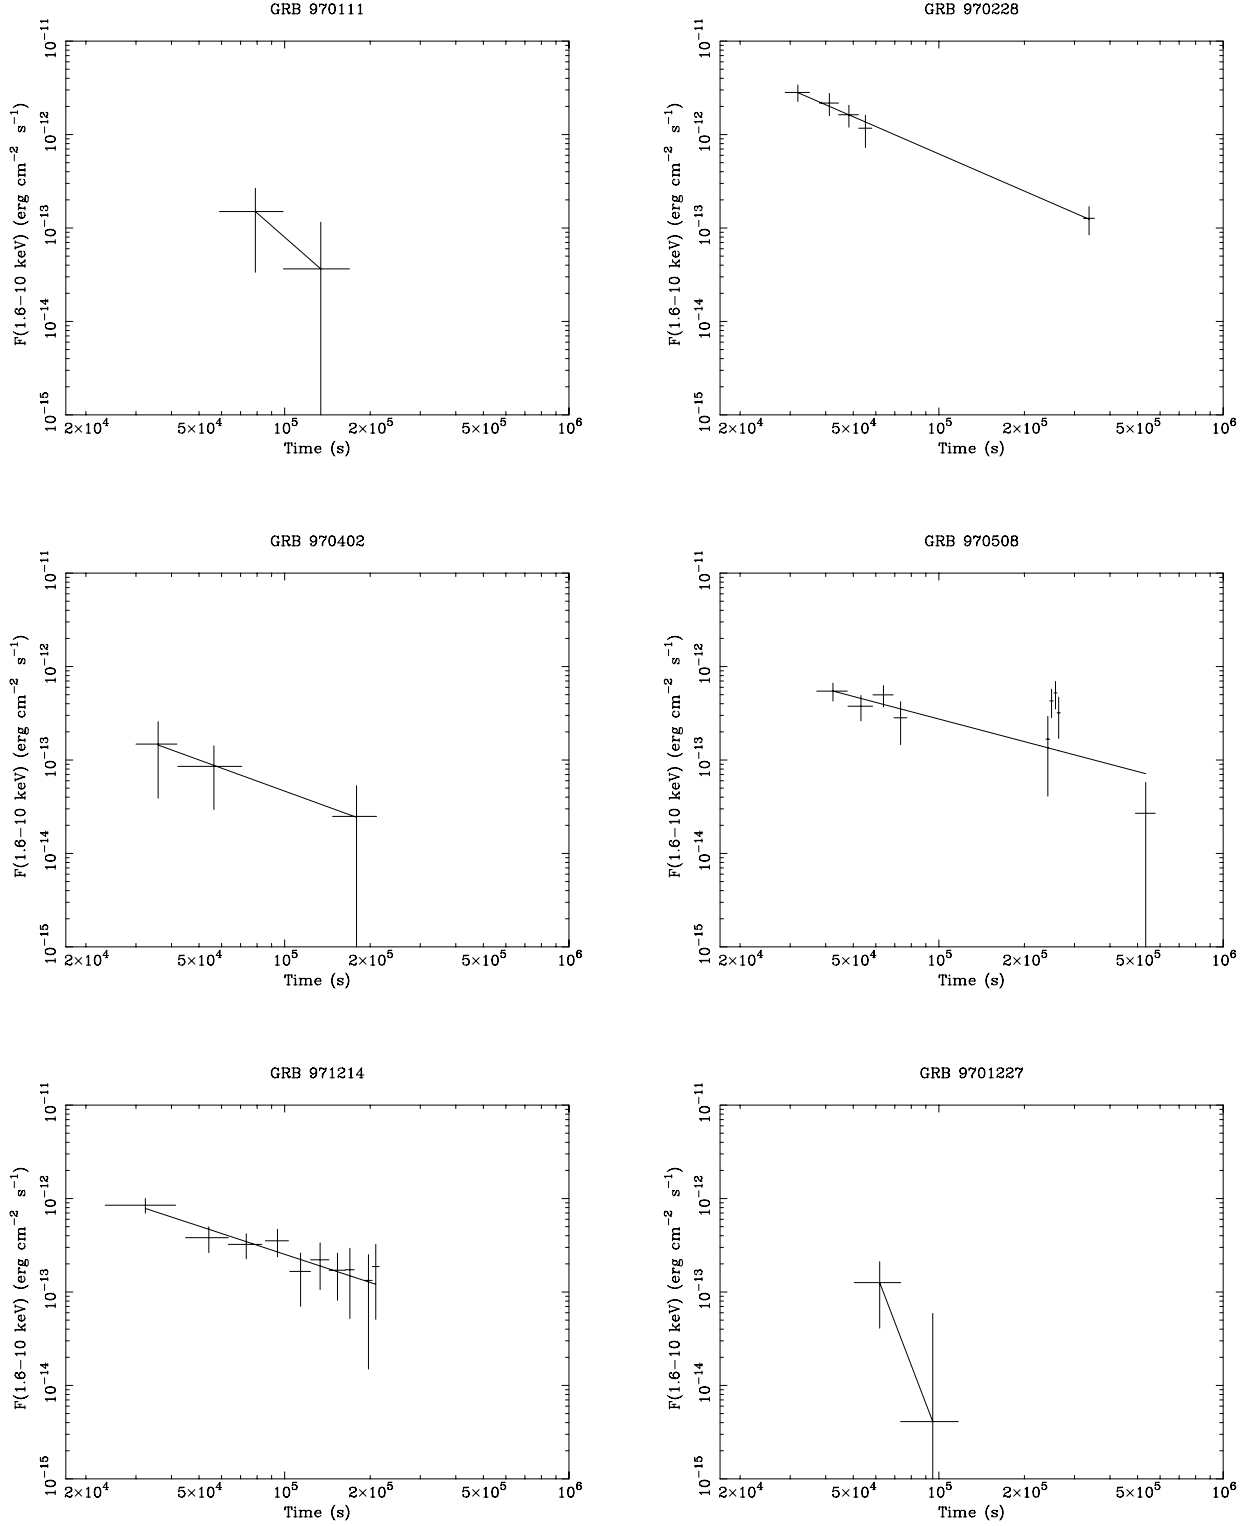 GRB 970111
10⁻¹¹
10⁻¹²
10⁻¹³
10⁻¹⁴
10⁻¹⁵
F(1.6−10 keV) (erg cm⁻² s⁻¹)
2×10⁴ 5×10⁴ 10⁵ 2×10⁵ 5×10⁵ 10⁶
Time (s)
GRB 970228
10⁻¹¹
10⁻¹²
10⁻¹³
10⁻¹⁴
10⁻¹⁵
F(1.6−10 keV) (erg cm⁻² s⁻¹)
2×10⁴ 5×10⁴ 10⁵ 2×10⁵ 5×10⁵ 10⁶
Time (s)
GRB 970402
10⁻¹¹
10⁻¹²
10⁻¹³
10⁻¹⁴
10⁻¹⁵
F(1.6−10 keV) (erg cm⁻² s⁻¹)
2×10⁴ 5×10⁴ 10⁵ 2×10⁵ 5×10⁵ 10⁶
Time (s)
GRB 970508
10⁻¹¹
10⁻¹²
10⁻¹³
10⁻¹⁴
10⁻¹⁵
F(1.6−10 keV) (erg cm⁻² s⁻¹)
2×10⁴ 5×10⁴ 10⁵ 2×10⁵ 5×10⁵ 10⁶
Time (s)
GRB 971214
10⁻¹¹
10⁻¹²
10⁻¹³
10⁻¹⁴
10⁻¹⁵
F(1.6−10 keV) (erg cm⁻² s⁻¹)
2×10⁴ 5×10⁴ 10⁵ 2×10⁵ 5×10⁵ 10⁶
Time (s)
GRB 9701227
10⁻¹¹
10⁻¹²
10⁻¹³
10⁻¹⁴
10⁻¹⁵
F(1.6−10 keV) (erg cm⁻² s⁻¹)
2×10⁴ 5×10⁴ 10⁵ 2×10⁵ 5×10⁵ 10⁶
Time (s)